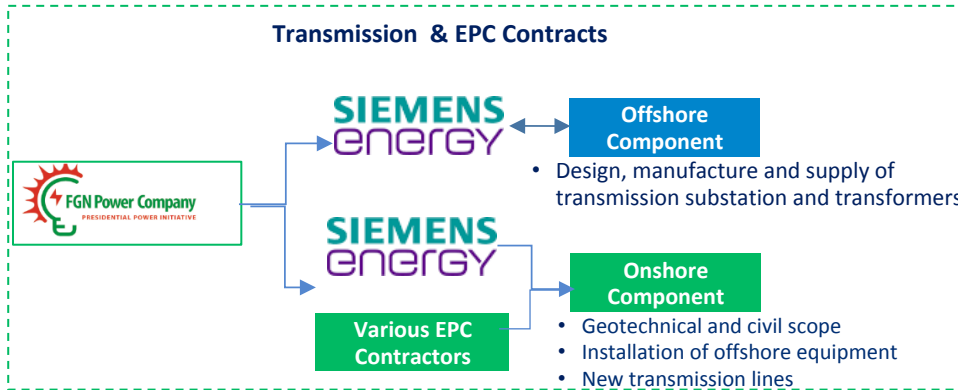 Transmission & EPC Contracts
SIEMENS
energy
Offshore
Component
• Design, manufacture and supply of
transmission substation and transformers
FGN Power Company
PRESIDENTIAL POWER INITIATIVE
SIEMENS
energy
Onshore
Component
Various EPC
Contractors
• Geotechnical and civil scope
• Installation of offshore equipment
• New transmission lines